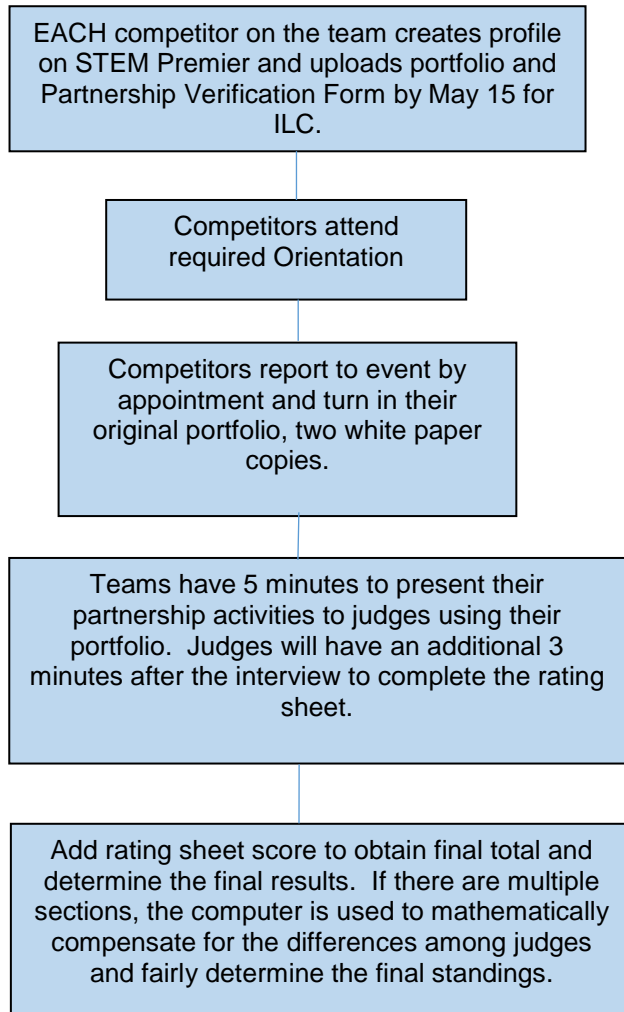 EACH competitor on the team creates profile
on STEM Premier and uploads portfolio and
Partnership Verification Form by May 15 for
ILC.
Competitors attend
required Orientation
Competitors report to event by
appointment and turn in their
original portfolio, two white paper
copies.
Teams have 5 minutes to present their
partnership activities to judges using their
portfolio.  Judges will have an additional 3
minutes after the interview to complete the rating
sheet.
Add rating sheet score to obtain final total and
determine the final results.  If there are multiple
sections, the computer is used to mathematically
compensate for the differences among judges
and fairly determine the final standings.